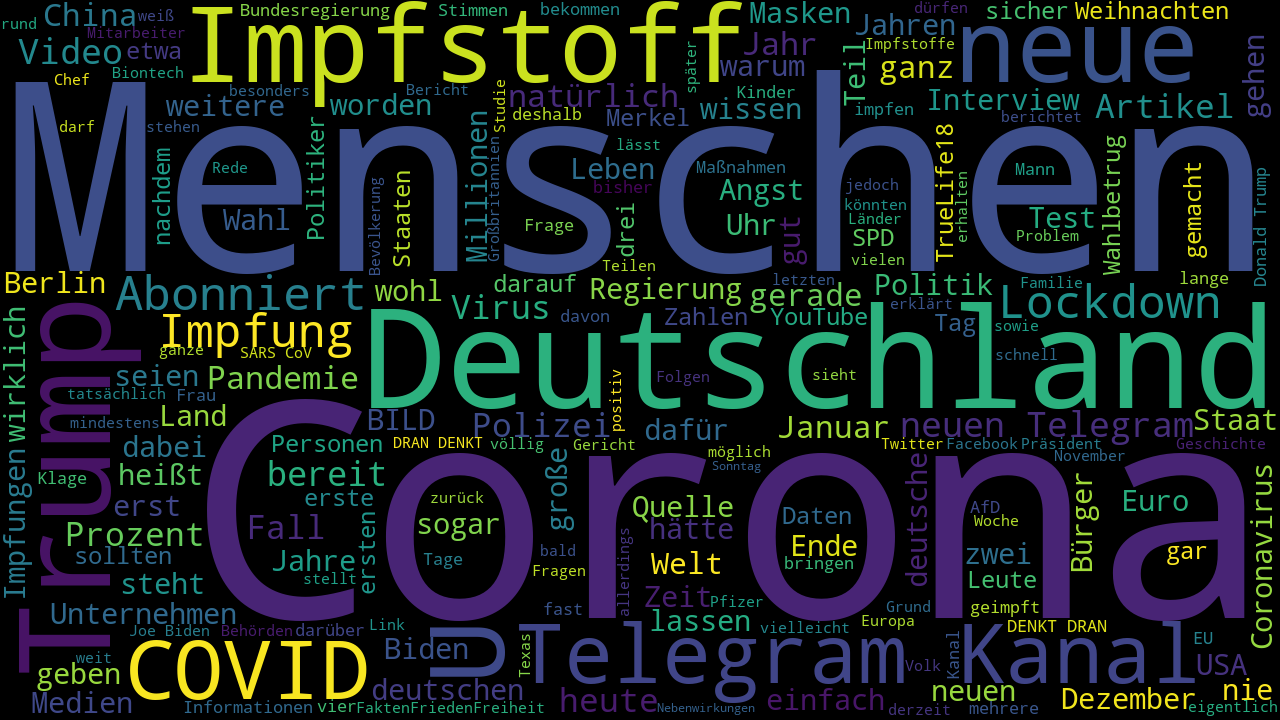 rund
China
weiß
Mitarbeiter
Video
etwa
Chef
Biontech
darf
stehen
Bundesregierung
Stimmen
bekommen
Impfstoff
Masken
dürfen
Jahren
sicher
Weihnachten
Impfstoffe
neue
gehen
Jahr
warum
später
Teil
ganz
besonders
Bericht
weitere
worden
natürlich
Studie
deshalb
Merkel
Kinder
wissen
impfen
Interview
berichtet
Artikel
Menschen
nachdem
Rede
Wahl
Politiker
Bevölkerung
Staaten
Millionen
Großbritannien
Frage
lässt
Leben
bisher
drei
Maßnahmen
Angst
Uhr
gut
jedoch
könnten
Länder
SPD
vielen
TrueLife18
erhalten
Mann
Test
Problem
Wahlbetrug
gemacht
Donald Trump
Berlin
Abonniert
wohl
Virus
darauf
Teilen
Regierung
letzten
gerade
Politik
erklärt
Familie
lange
Lockdown
Impfung
ganze
SARS CoV
davon
Zahlen
YouTube
Tag
sowie
schnell
Deutschland
wirklich
Trump
seien
Pandemie
tatsächlich
Frau
mindestens
Land
BILD
Polizei
positiv
Folgen
sieht
dafür
Januar
neuen Telegram
Staat
dabei
Personen
DRAN DENKT
völlig
Gericht
möglich
Sonntag
Twitter
Facebook
Präsident
November
Geschichte
Klage
heißt
bereit
Corona
Impfungen
erst
erste
zurück
sogar
große
Quelle
hätte
Daten
Ende
bringen
deutsche
AfD
Woche
zwei
Bürger
Euro
gar
Coronavirus
Prozent
Fall
sollten
Jahre
ersten
Tage
bald
Fragen
allerdings
Welt
Leute
steht
stellt
Zeit
Pfizer
Grund
geimpft
Unternehmen
fast
lassen
vielleicht
Europa
DENKT DRAN
Joe Biden
Behörden
darüber
Link
Biden
U
Texas
Telegram
Volk
Kanal
Kanal
EU
USA
weit
geben
COVID
Medien
Informationen
vier
FaktenFriedenFreiheit
deutschen
heute
Nebenwirkungen
einfach
derzeit
neuen
mehrere
Dezember
nie
eigentlich